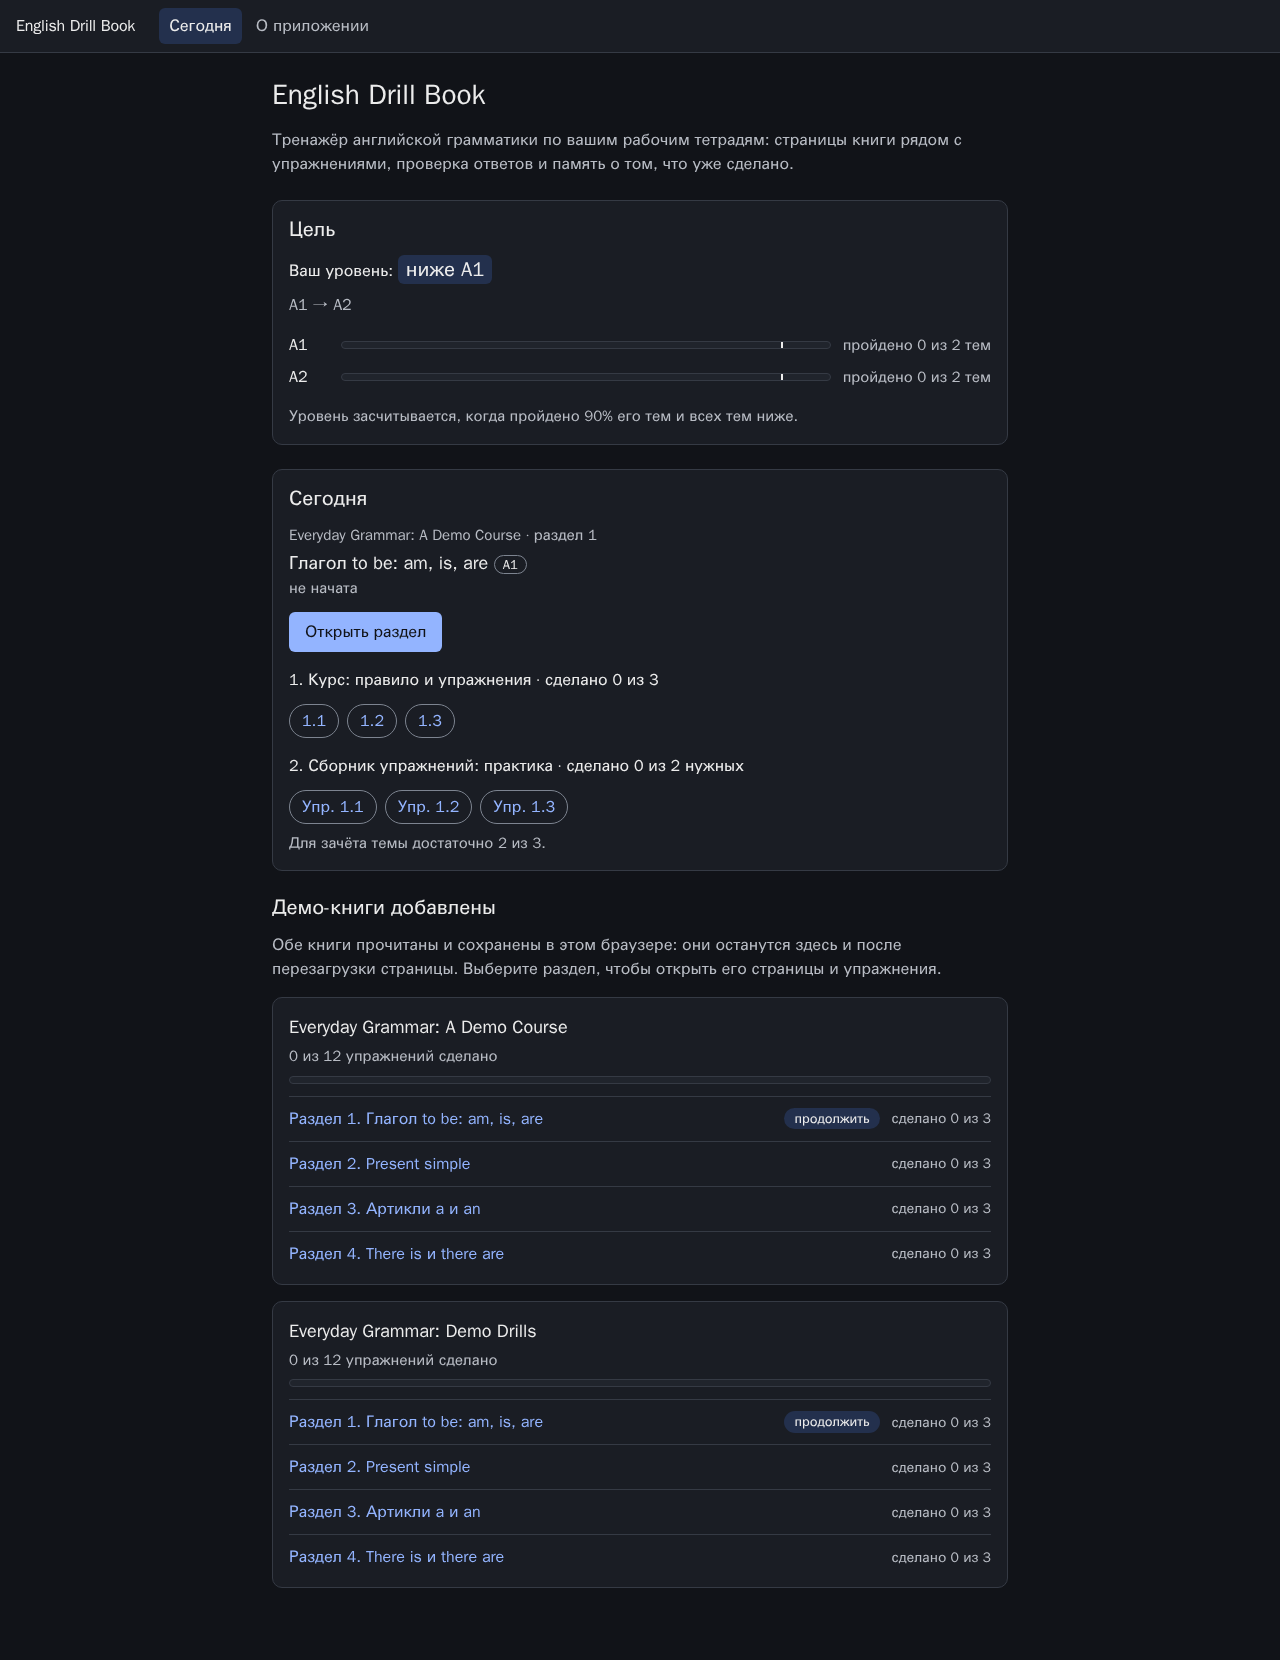 English Drill Book
Сегодня
О приложении
English Drill Book
Тренажёр английской грамматики по вашим рабочим тетрадям: страницы книги рядом с
упражнениями, проверка ответов и память о том, что уже сделано.
Цель
Ваш уровень: ниже A1
A1 → A2
A1 пройдено 0 из 2 тем
A2 пройдено 0 из 2 тем
Уровень засчитывается, когда пройдено 90% его тем и всех тем ниже.
Сегодня
Everyday Grammar: A Demo Course · раздел 1
Глагол to be: am, is, are A1
не начата
Открыть раздел
1. Курс: правило и упражнения · сделано 0 из 3
1.1 1.2 1.3
2. Сборник упражнений: практика · сделано 0 из 2 нужных
Упр. 1.1 Упр. 1.2 Упр. 1.3
Для зачёта темы достаточно 2 из 3.
Демо-книги добавлены
Обе книги прочитаны и сохранены в этом браузере: они останутся здесь и после
перезагрузки страницы. Выберите раздел, чтобы открыть его страницы и упражнения.
Everyday Grammar: A Demo Course
0 из 12 упражнений сделано
Раздел 1. Глагол to be: am, is, are продолжить сделано 0 из 3
Раздел 2. Present simple сделано 0 из 3
Раздел 3. Артикли a и an сделано 0 из 3
Раздел 4. There is и there are сделано 0 из 3
Everyday Grammar: Demo Drills
0 из 12 упражнений сделано
Раздел 1. Глагол to be: am, is, are продолжить сделано 0 из 3
Раздел 2. Present simple сделано 0 из 3
Раздел 3. Артикли a и an сделано 0 из 3
Раздел 4. There is и there are сделано 0 из 3